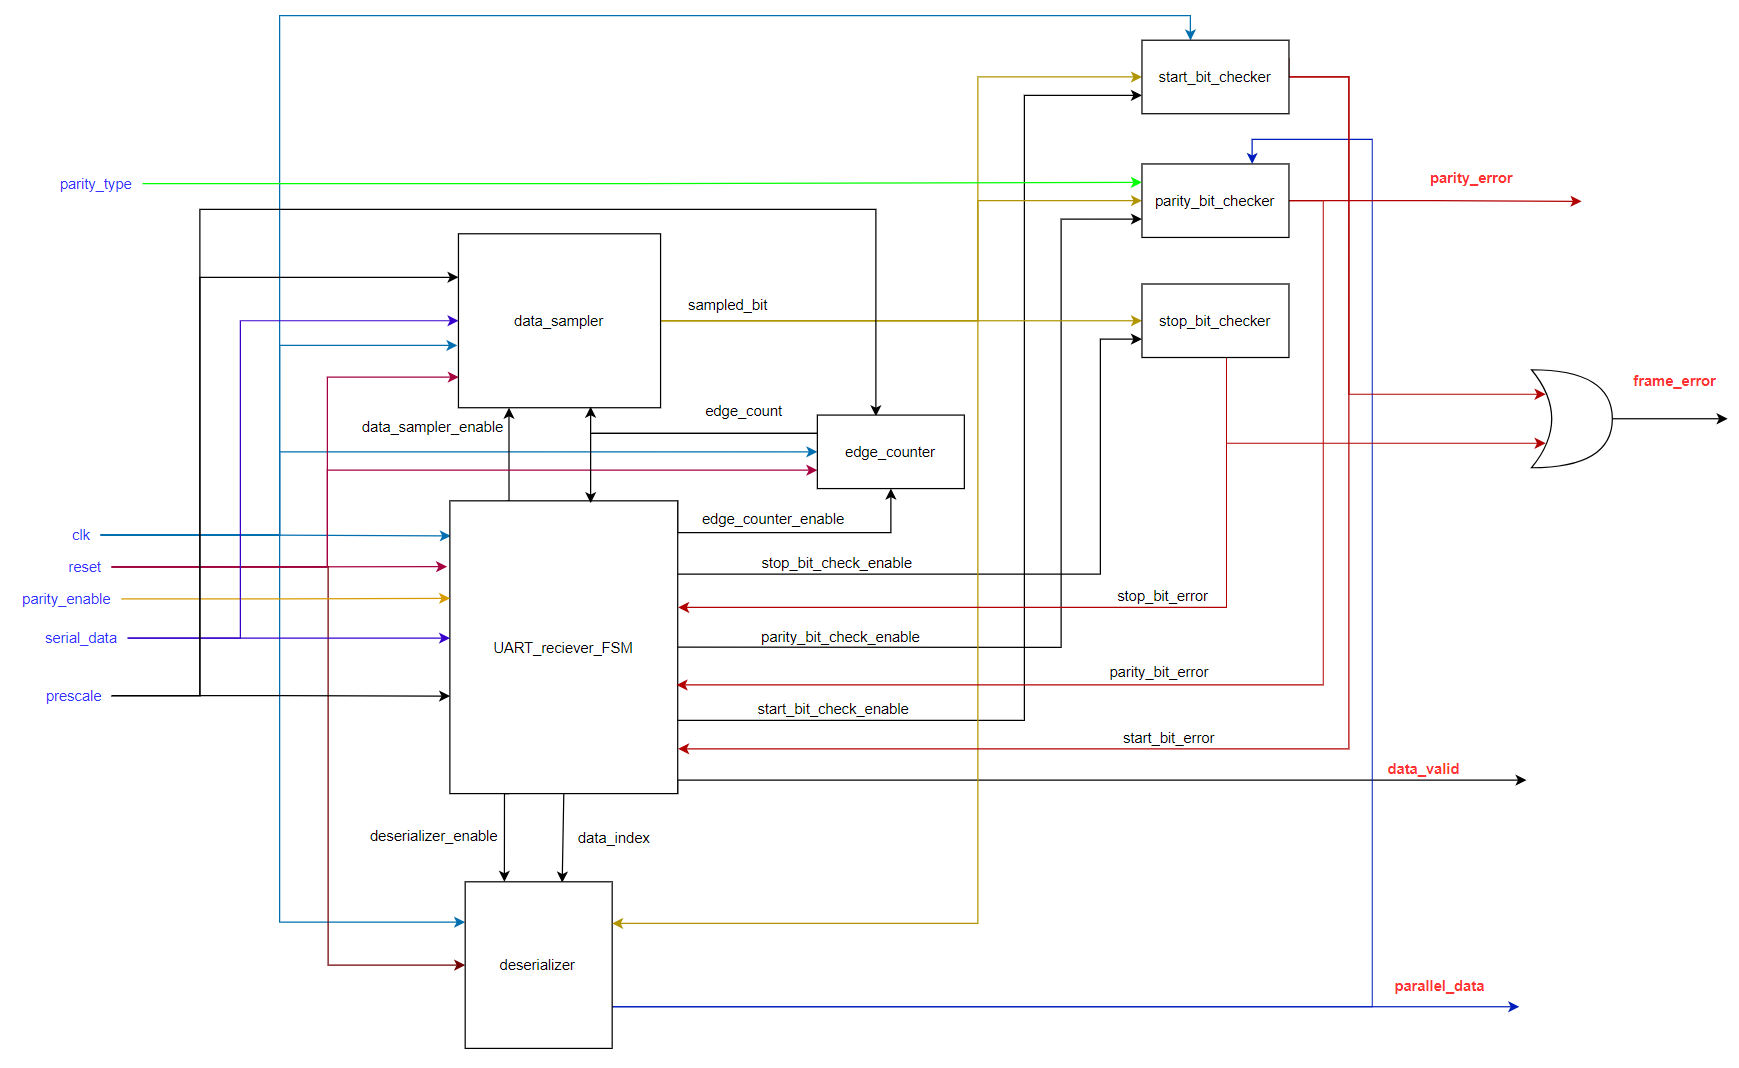 start_bit_checker
parity_type
parity_bit_checker
parity_error
sampled_bit
data_sampler
stop_bit_checker
frame_error
edge_count
data_sampler_enable
edge_counter
edge_counter_enable
clk
stop_bit_check_enable
reset
stop_bit_error
parity_enable
serial_data
parity_bit_check_enable
UART_reciever_FSM
parity_bit_error
prescale
start_bit_check_enable
start_bit_error
data_valid
deserializer_enable
data_index
deserializer
parallel_data